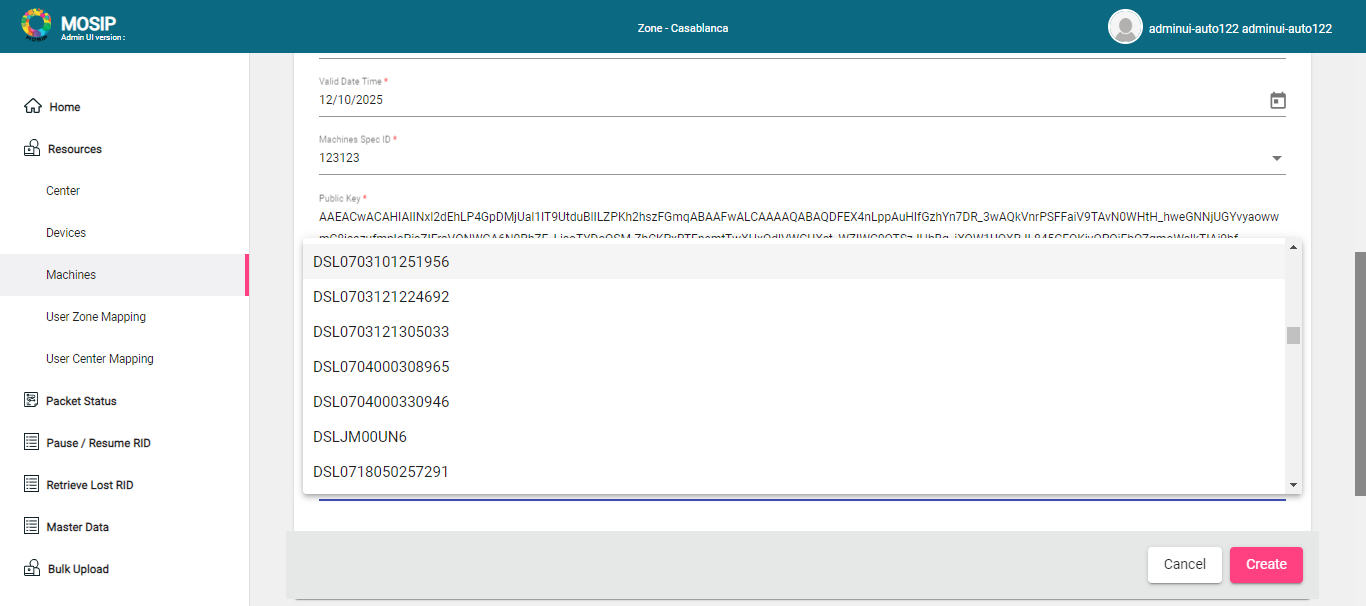 MOSIP
Admin UI version :
Zone - Casablanca
adminui-auto122 adminui-auto122
Home
Resources
Center
Devices
Machines
User Zone Mapping
User Center Mapping
Packet Status
Pause / Resume RID
Retrieve Lost RID
Master Data
Bulk Upload
Valid Date Time *
12/10/2025
Machines Spec ID *
123123
Public Key *
DSL0703101251956
DSL0703121224692
DSL0703121305033
DSL0704000308965
DSL0704000330946
DSLJM00UN6
DSL0718050257291
Cancel
Create